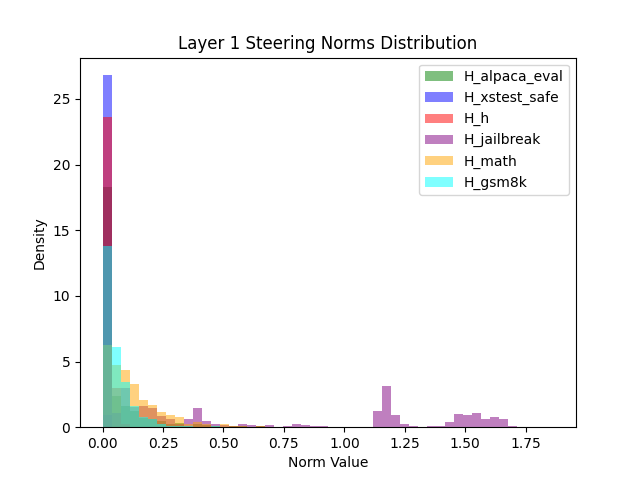 Layer 1 Steering Norms Distribution
H_alpaca_eval
H_xstest_safe
H_h
H_jailbreak
H_math
H_gsm8k
25
20
15
10
5
0
Density
0.00 0.25 0.50 0.75 1.00 1.25 1.50 1.75
Norm Value